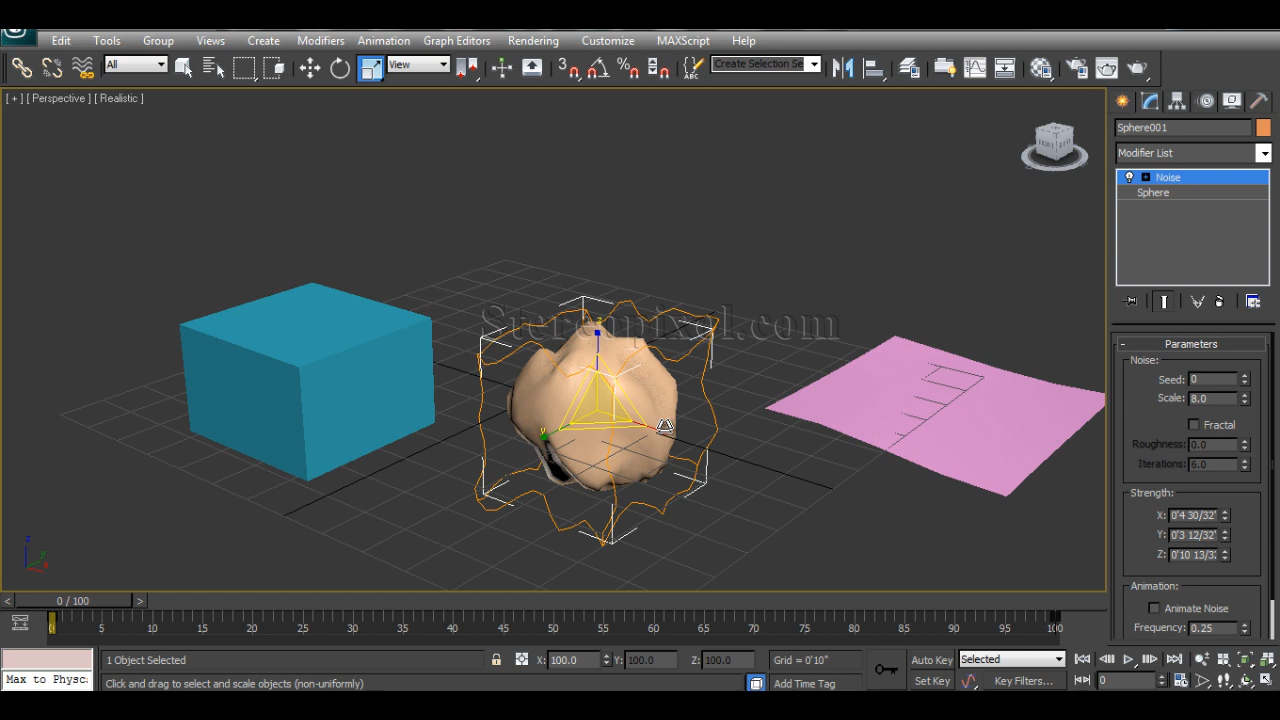 Edit Tools Group Views Create Modifiers Animation Graph Editors Rendering Customize MAXScript Help
All View 3 % ABC Create Selection Se
[ + ] [ Perspective ] [ Realistic ]
Sphere001
Modifier List
Noise
Sphere
Stereapixel.com
Parameters
Noise:
Seed: 0
Scale: 8.0
Fractal
Roughness: 0.0
Iterations: 6.0
Strength:
X: 0'4 30/32"
Y: 0'3 12/32"
Z: 0'10 13/32
Animation:
Animate Noise
Frequency: 0.25
z
y
z
y
x
< 0 / 100 >
0 5 10 15 20 25 30 35 40 45 50 55 60 65 70 75 80 85 90 95 100
1 Object Selected X: 100.0 Y: 100.0 Z: 100.0 Grid = 0'10" Auto Key Selected
Max to Physc: Click and drag to select and scale objects (non-uniformly) Add Time Tag Set Key Key Filters... 0